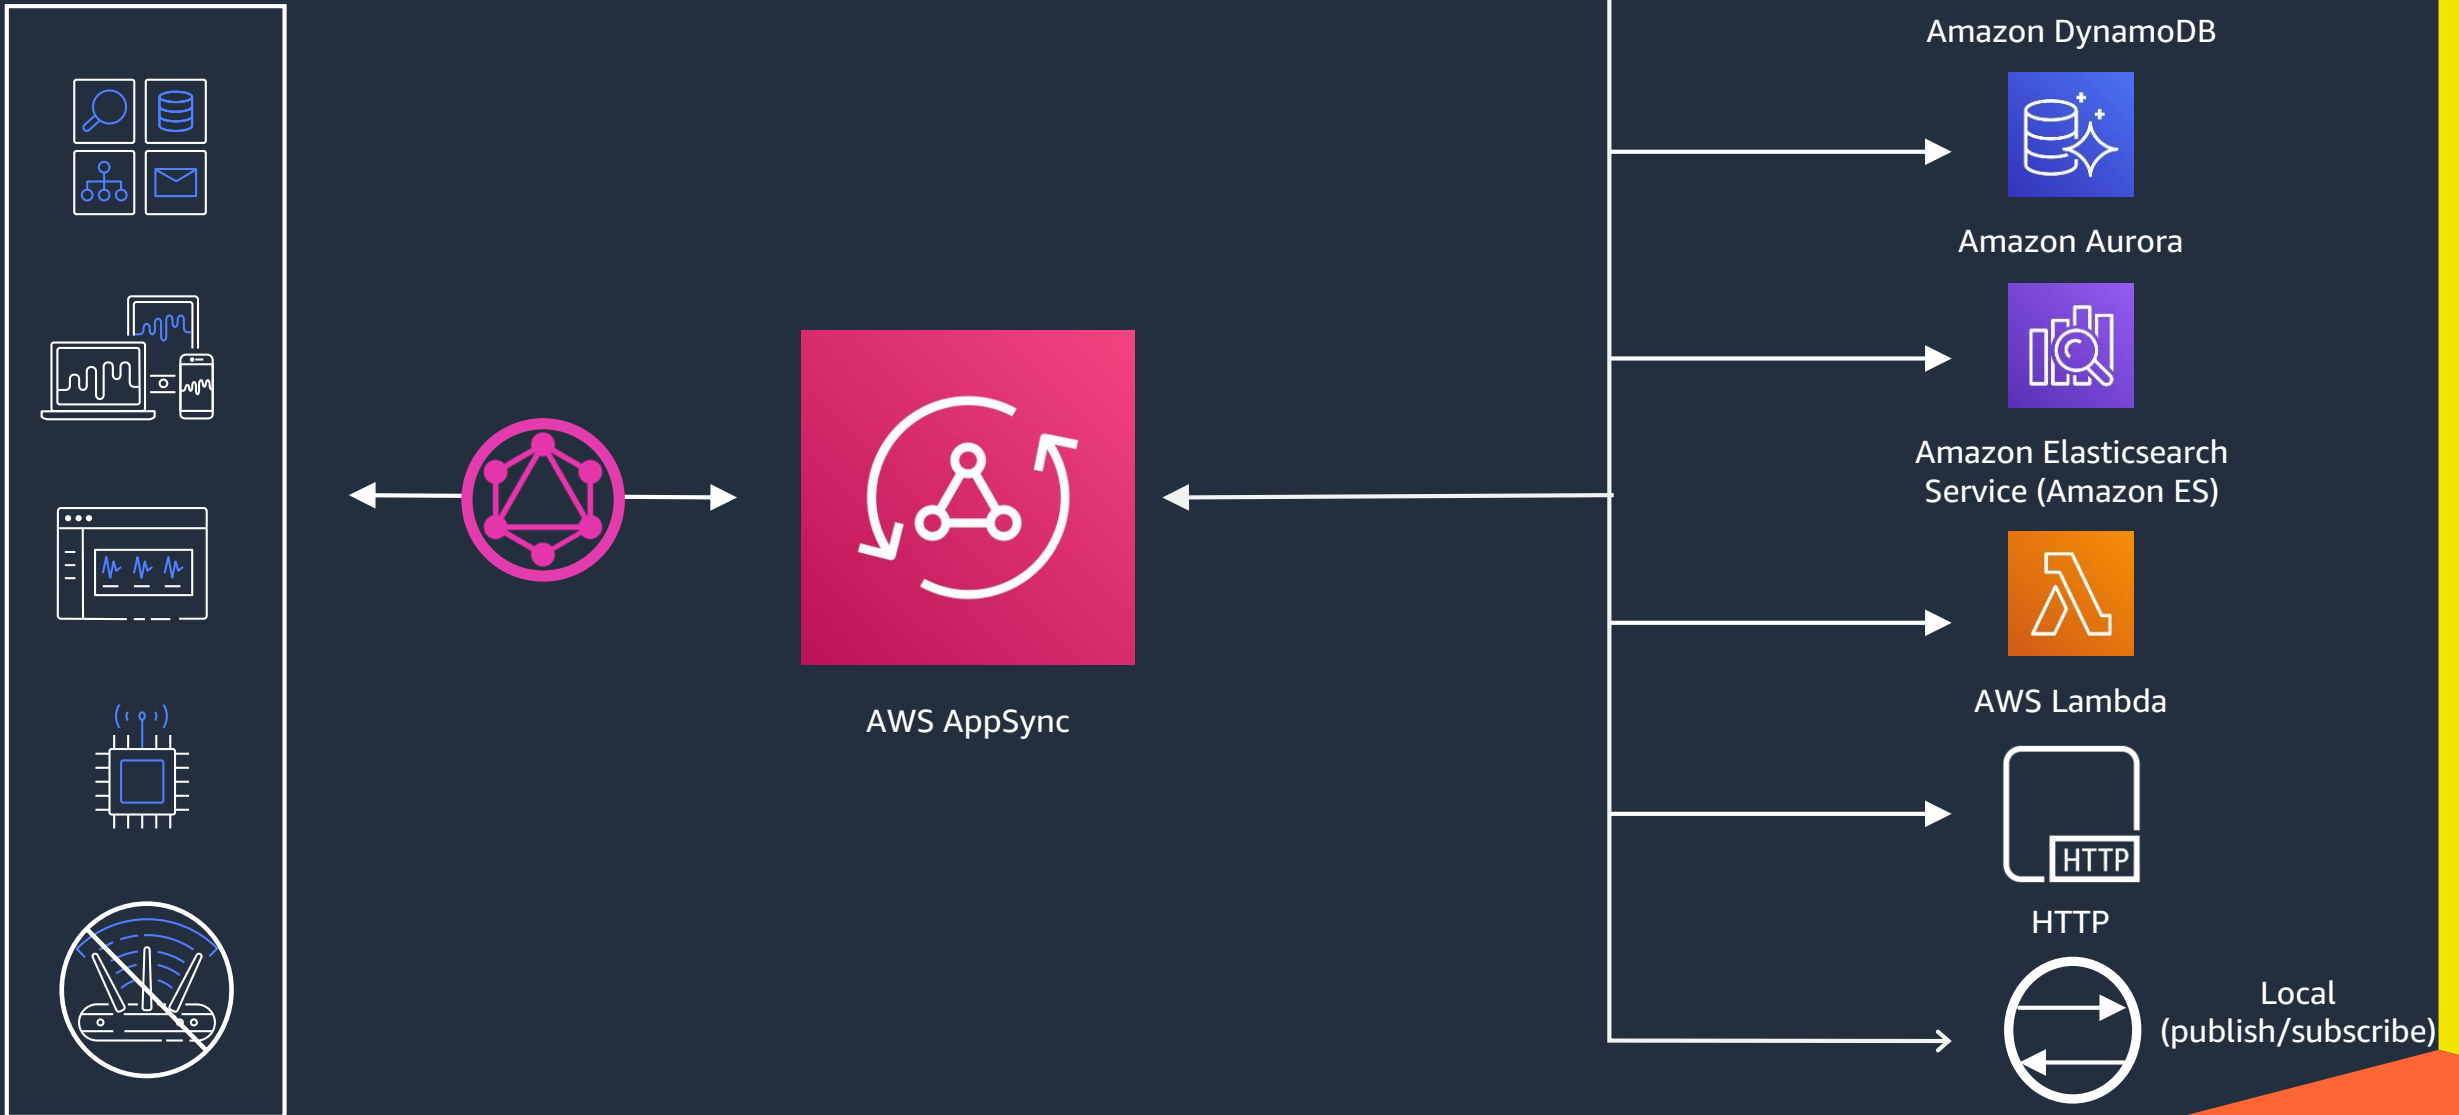 Amazon DynamoDB
Amazon Aurora
Amazon Elasticsearch
Service (Amazon ES)
AWS AppSync
AWS Lambda
HTTP
HTTP
Local
(publish/subscribe)